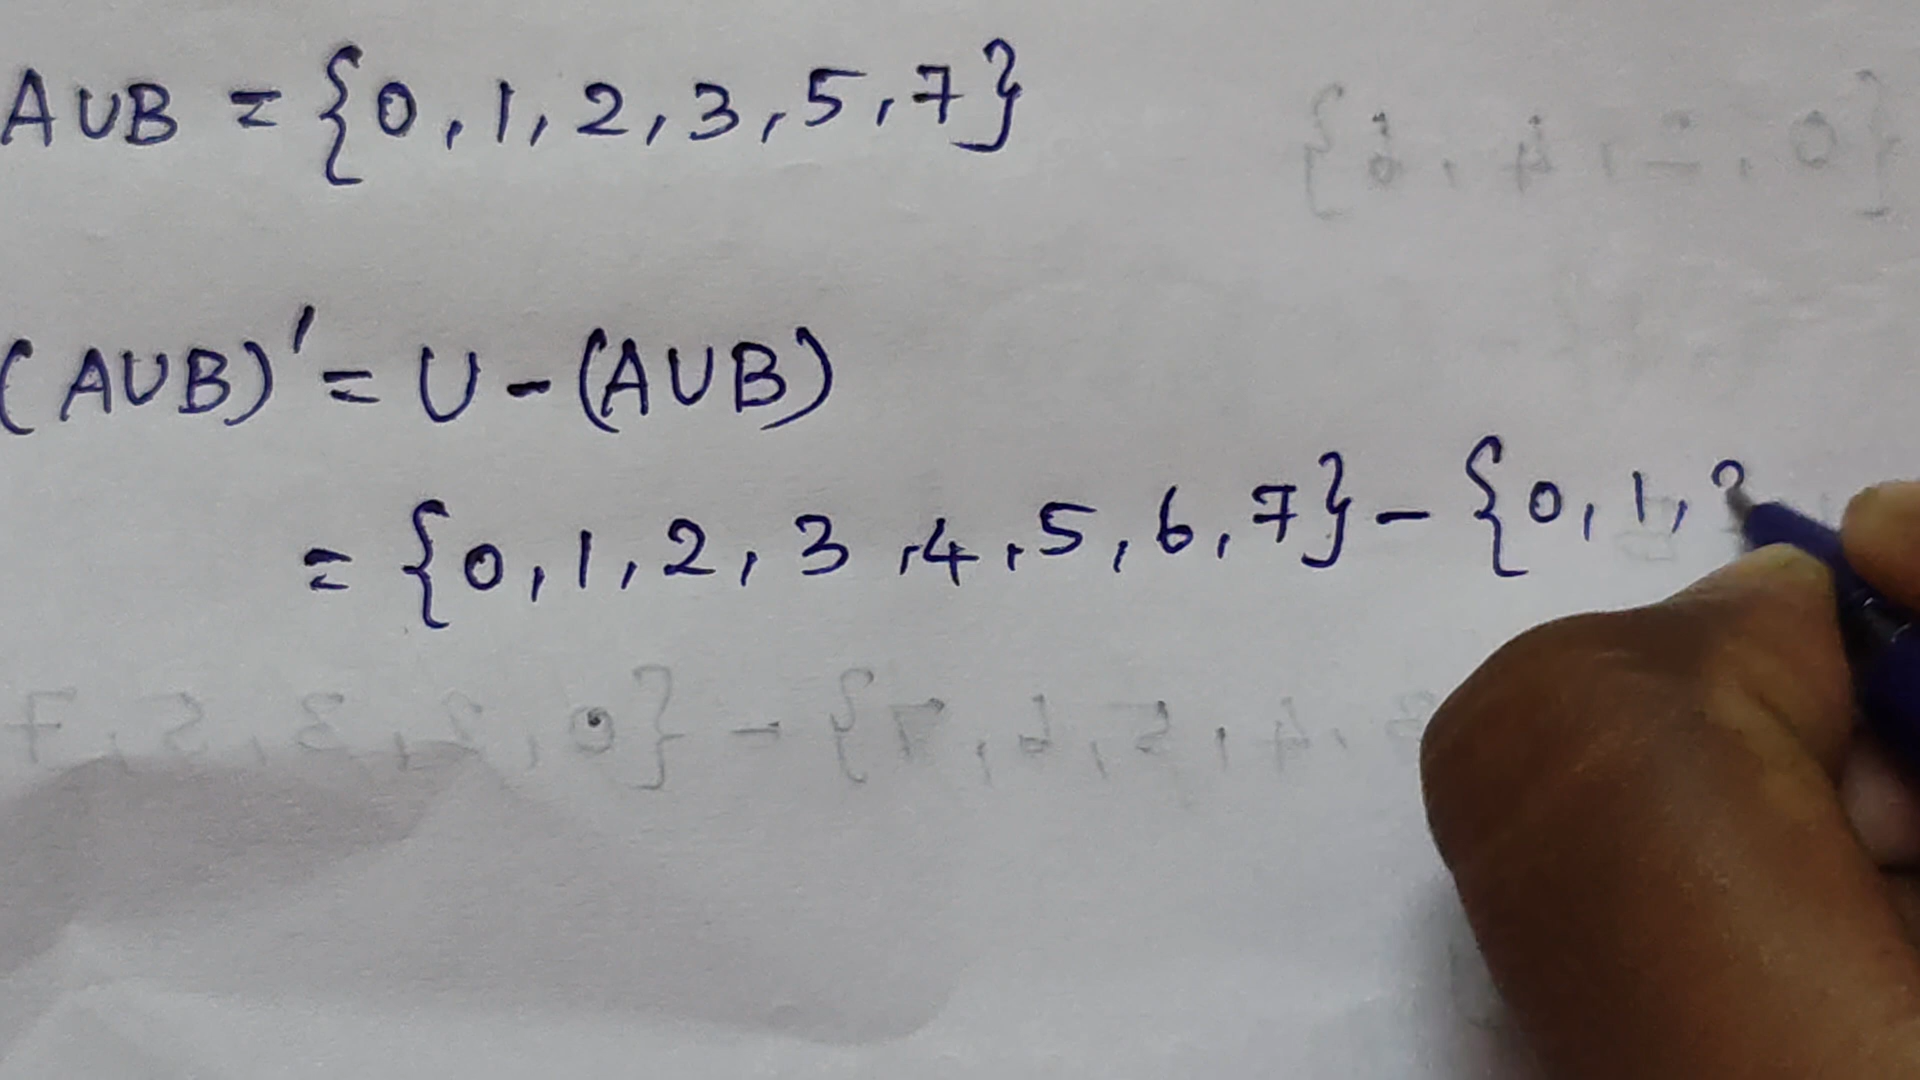 AUB = {0, 1, 2, 3, 5, 7}
(AUB)' = U - (AUB)
= {0, 1, 2, 3, 4, 5, 6, 7} - {0, 1, 2